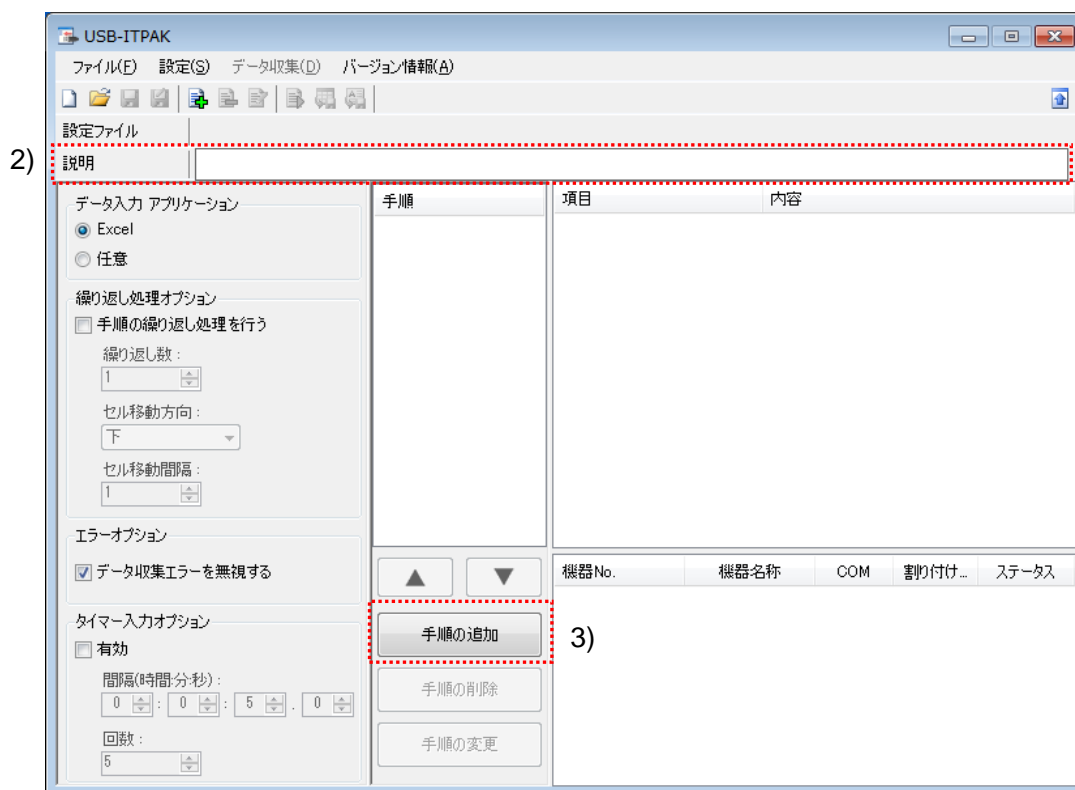 USB-ITPAK
ファイル(F) 設定(S) データ収集(D) バージョン情報(A)
設定ファイル
2)
説明
データ入力 アプリケーション
Excel
任意
繰り返し処理オプション
手順の繰り返し処理を行う
繰り返し数 :
1
セル移動方向 :
下
セル移動間隔 :
1
エラーオプション
データ収集エラーを無視する
タイマー入力オプション
有効
間隔(時間:分:秒) :
0 : 0 : 5 . 0
回数 :
5
手順
▲ ▼
手順の追加
3)
手順の削除
手順の変更
項目 内容
機器No. 機器名称 COM 割り付け... ステータス